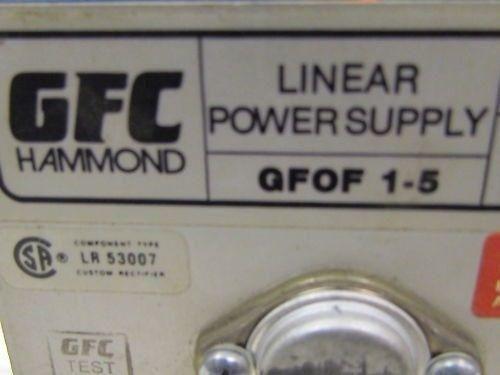 GFC
HAMMOND
LINEAR
POWER SUPPLY
GFOF 1-5
COMPONENT TYPE
SA ® LR 53007
CUSTOM RECTIFIER
GFC
TEST